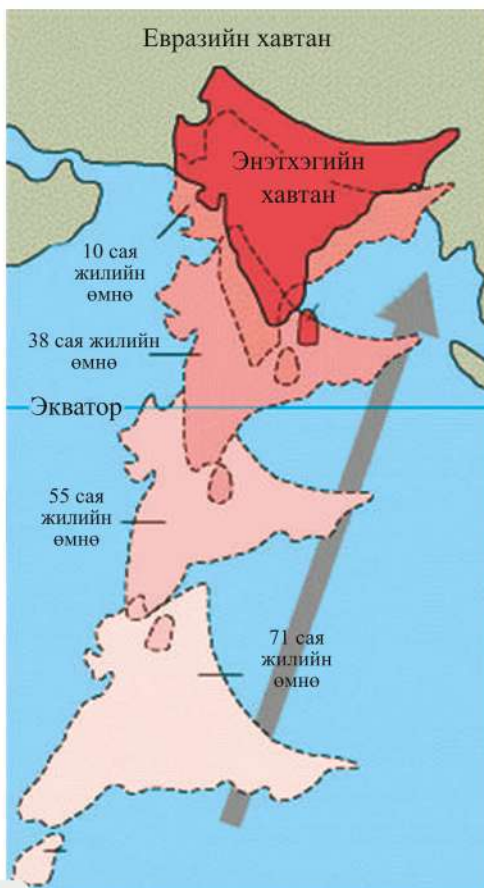 Евразийн хавтан
Энэтхэгийн
хавтан
10 сая
жилийн
өмнө
38 сая жилийн
өмнө
Экватор
55 сая
жилийн
өмнө
71 сая
жилийн
өмнө